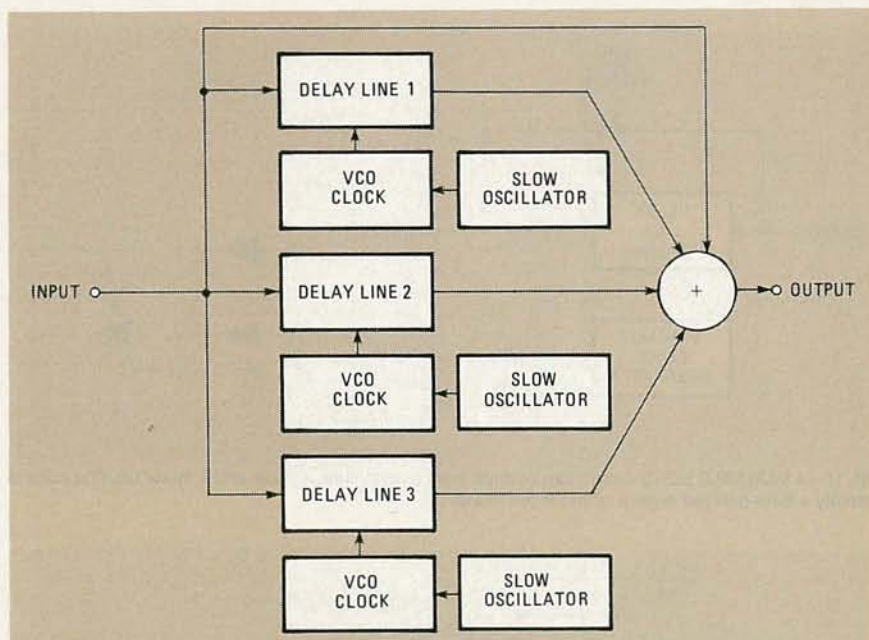 DELAY LINE 1
VCO
CLOCK
SLOW
OSCILLATOR
INPUT
DELAY LINE 2
+
OUTPUT
VCO
CLOCK
SLOW
OSCILLATOR
DELAY LINE 3
VCO
CLOCK
SLOW
OSCILLATOR